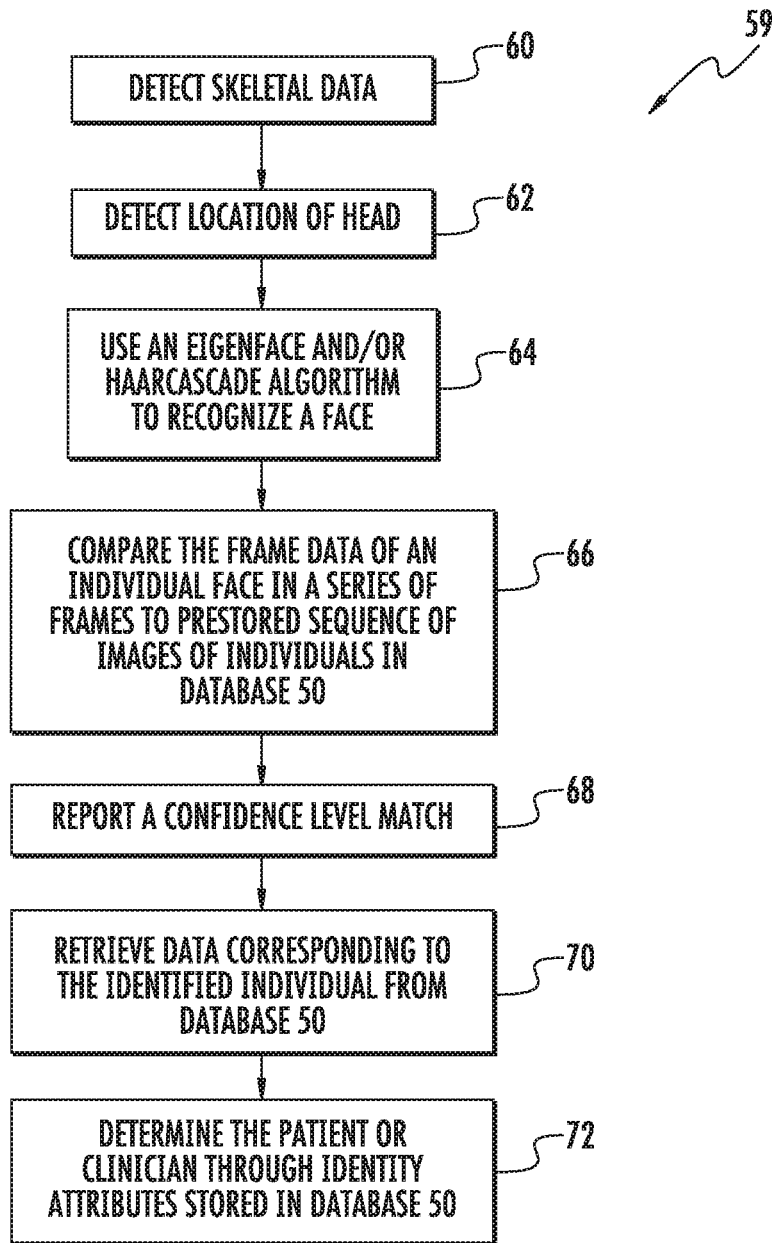 59
DETECT SKELETAL DATA
60
DETECT LOCATION OF HEAD
62
USE AN EIGENFACE AND/OR
HAARCASCADE ALGORITHM
TO RECOGNIZE A FACE
64
COMPARE THE FRAME DATA OF AN
INDIVIDUAL FACE IN A SERIES OF
FRAMES TO PRESTORED SEQUENCE OF
IMAGES OF INDIVIDUALS IN
DATABASE 50
66
REPORT A CONFIDENCE LEVEL MATCH
68
RETRIEVE DATA CORRESPONDING TO
THE IDENTIFIED INDIVIDUAL FROM
DATABASE 50
70
DETERMINE THE PATIENT OR
CLINICIAN THROUGH IDENTITY
ATTRIBUTES STORED IN DATABASE 50
72